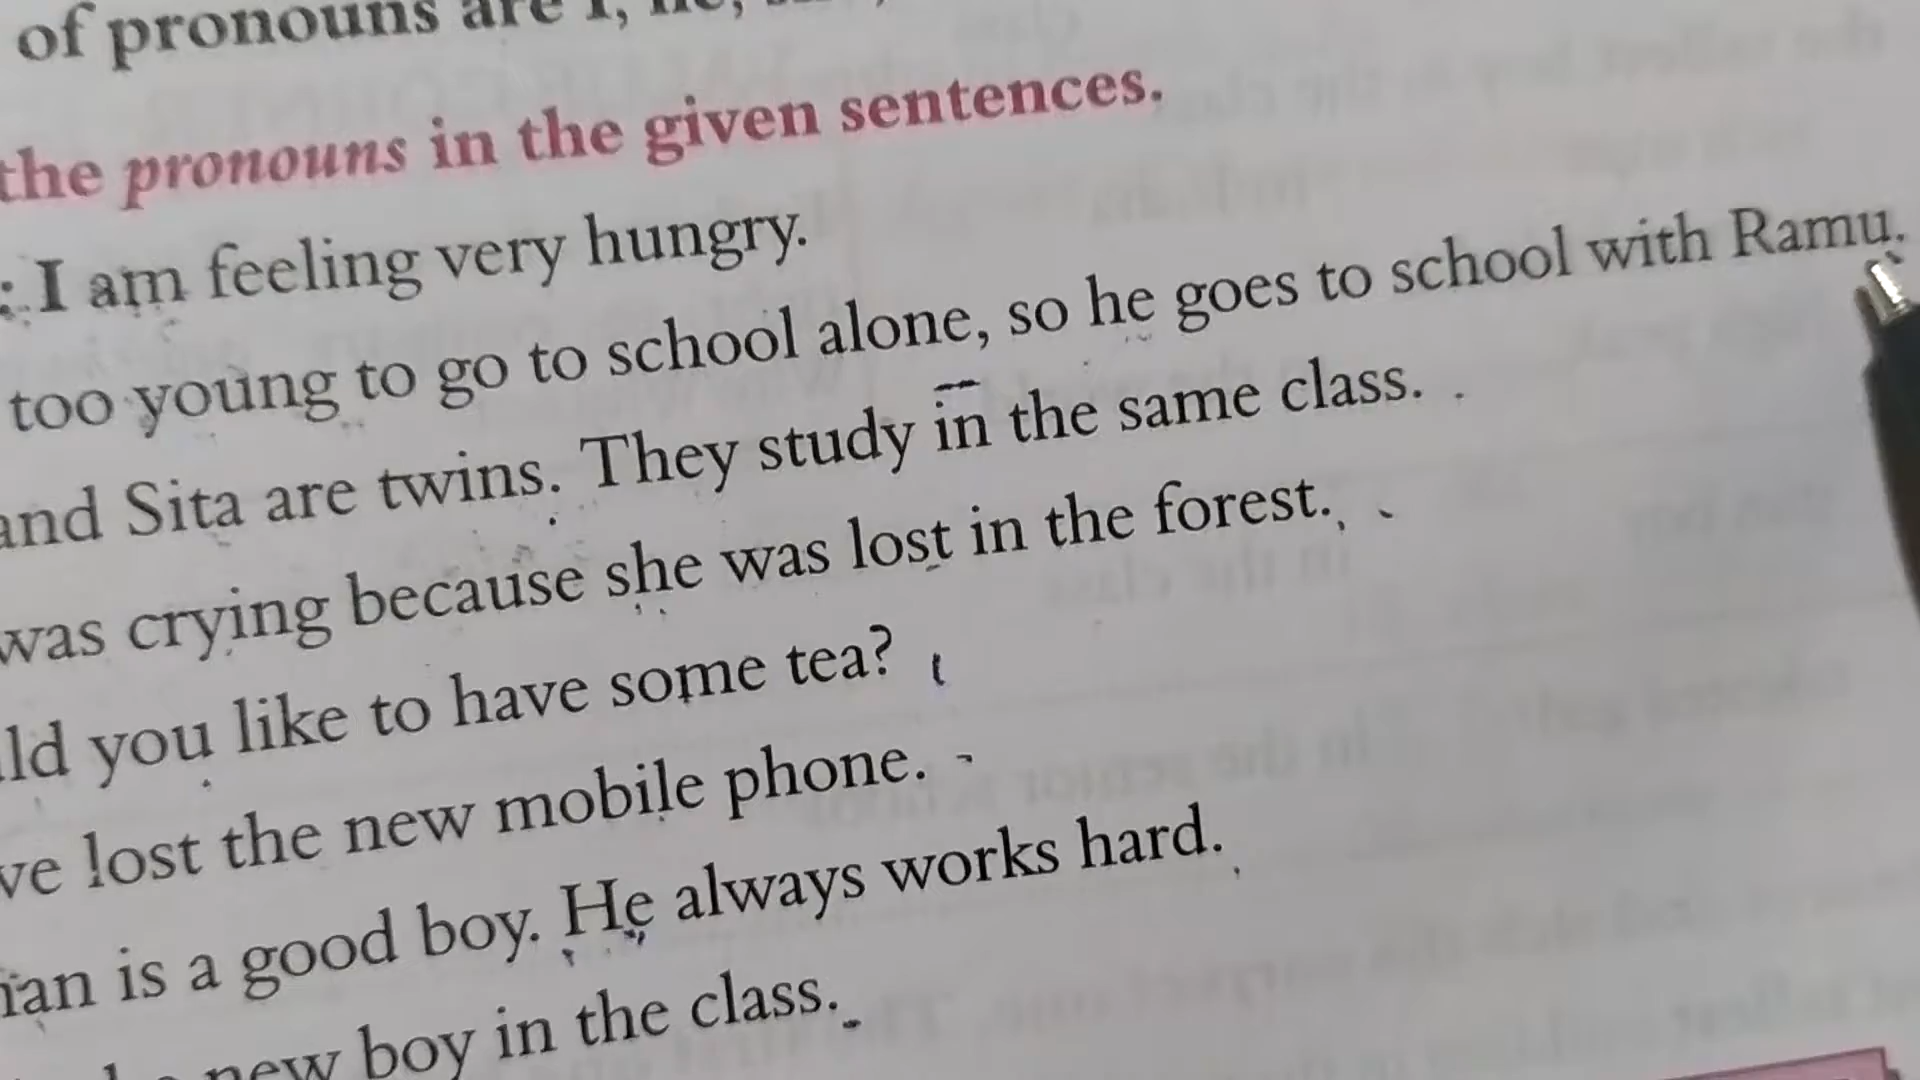 of pronouns are I, he,
the pronouns in the given sentences.
: I am feeling very hungry.
too young to go to school alone, so he goes to school with Ramu.
and Sita are twins. They study in the same class.
was crying because she was lost in the forest.
ld you like to have some tea?
ve lost the new mobile phone.
ian is a good boy. He always works hard.
new boy in the class.